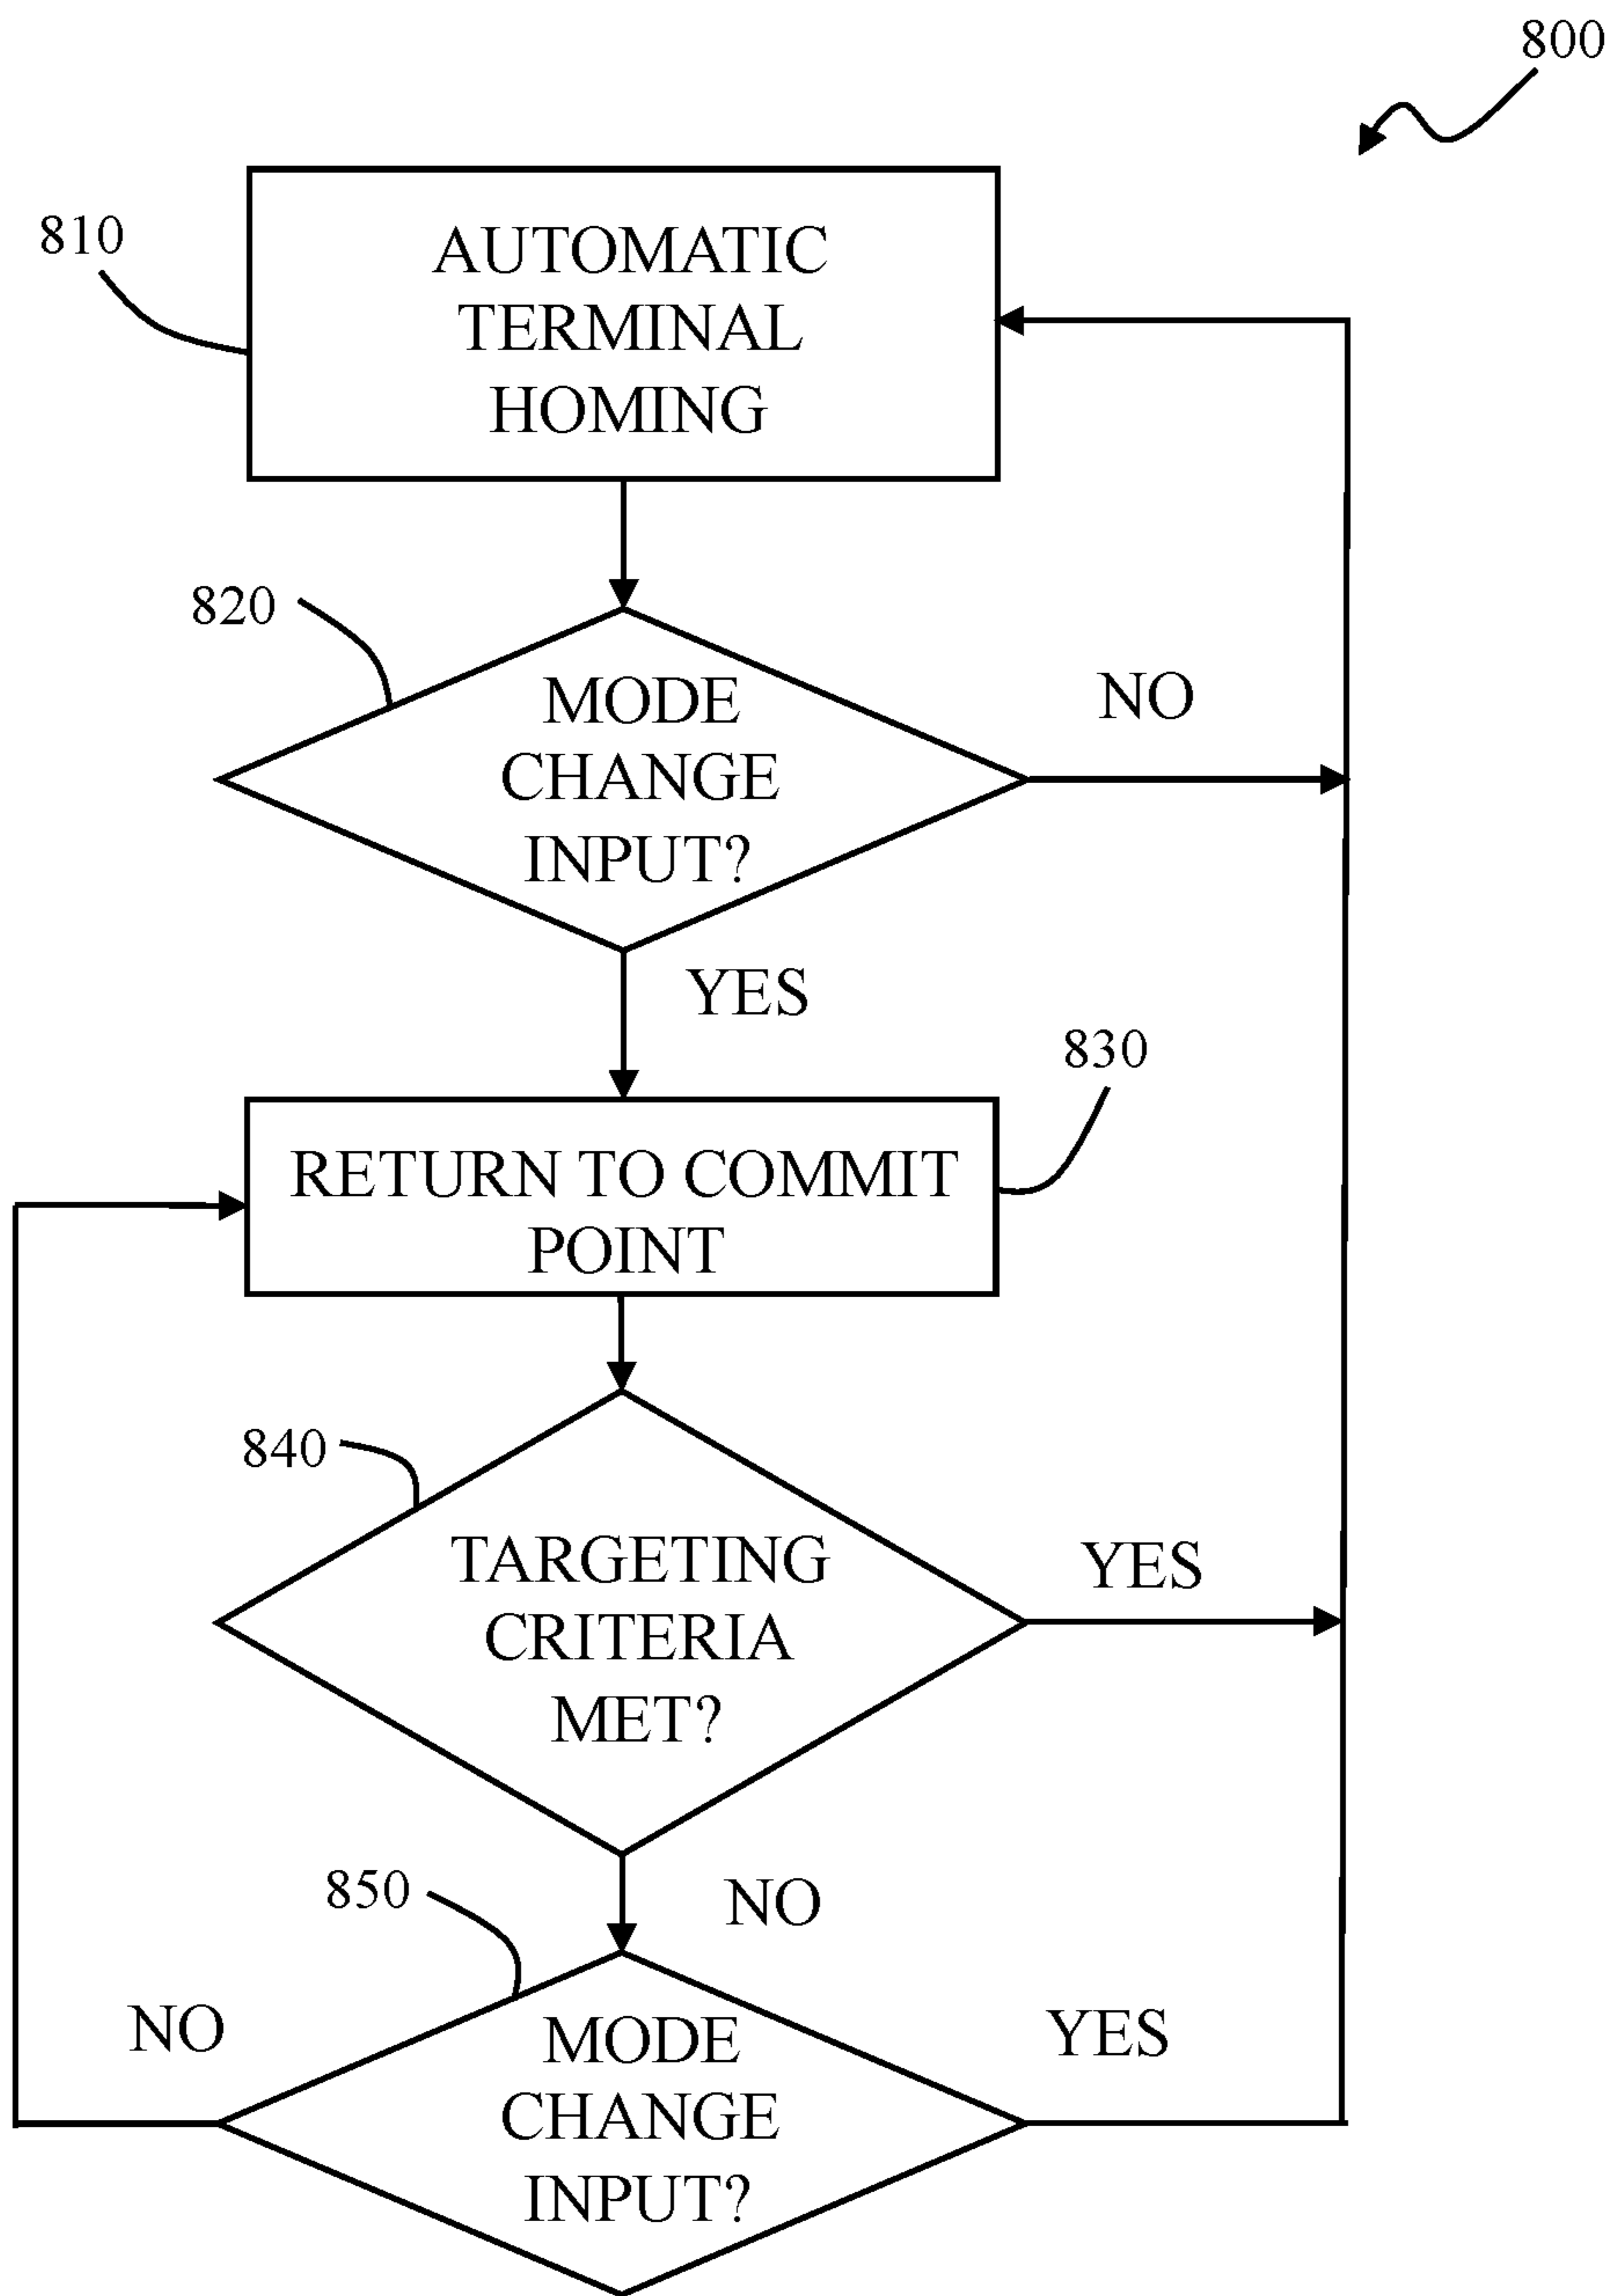 800
810
AUTOMATIC
TERMINAL
HOMING
820
MODE
CHANGE
INPUT?
NO
YES
830
RETURN TO COMMIT
POINT
840
TARGETING
CRITERIA
MET?
YES
850
NO
NO
MODE
CHANGE
INPUT?
YES